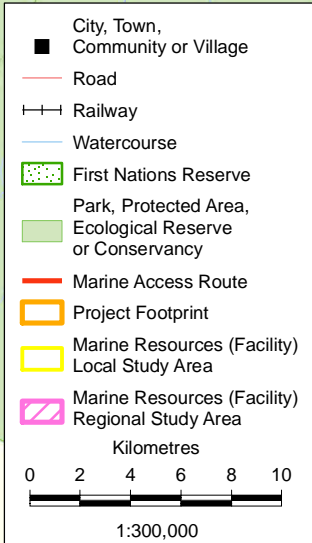 City, Town,
Community or Village
Road
Railway
Watercourse
First Nations Reserve
Park, Protected Area,
Ecological Reserve
or Conservancy
Marine Access Route
Project Footprint
Marine Resources (Facility)
Local Study Area
Marine Resources (Facility)
Regional Study Area
Kilometres
0 2 4 6 8 10
1:300,000